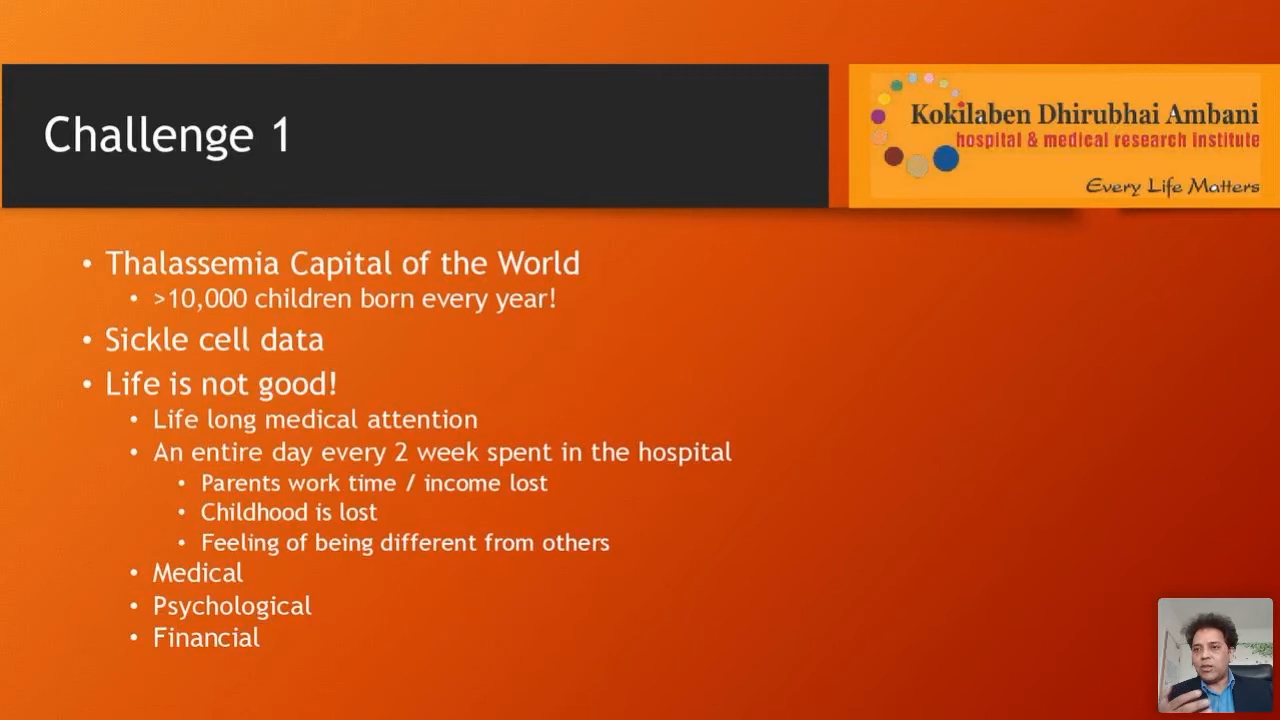 Challenge 1
Kokilaben Dhirubhai Ambani
hospital & medical research institute
Every Life Matters
• Thalassemia Capital of the World
• >10,000 children born every year!
• Sickle cell data
• Life is not good!
• Life long medical attention
• An entire day every 2 week spent in the hospital
• Parents work time / income lost
• Childhood is lost
• Feeling of being different from others
• Medical
• Psychological
• Financial